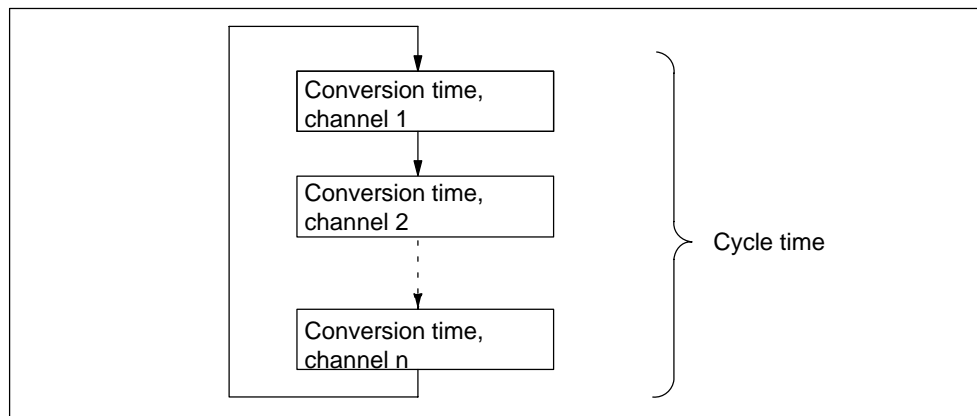 Conversion time,
channel 1
Conversion time,
channel 2
Cycle time
Conversion time,
channel n